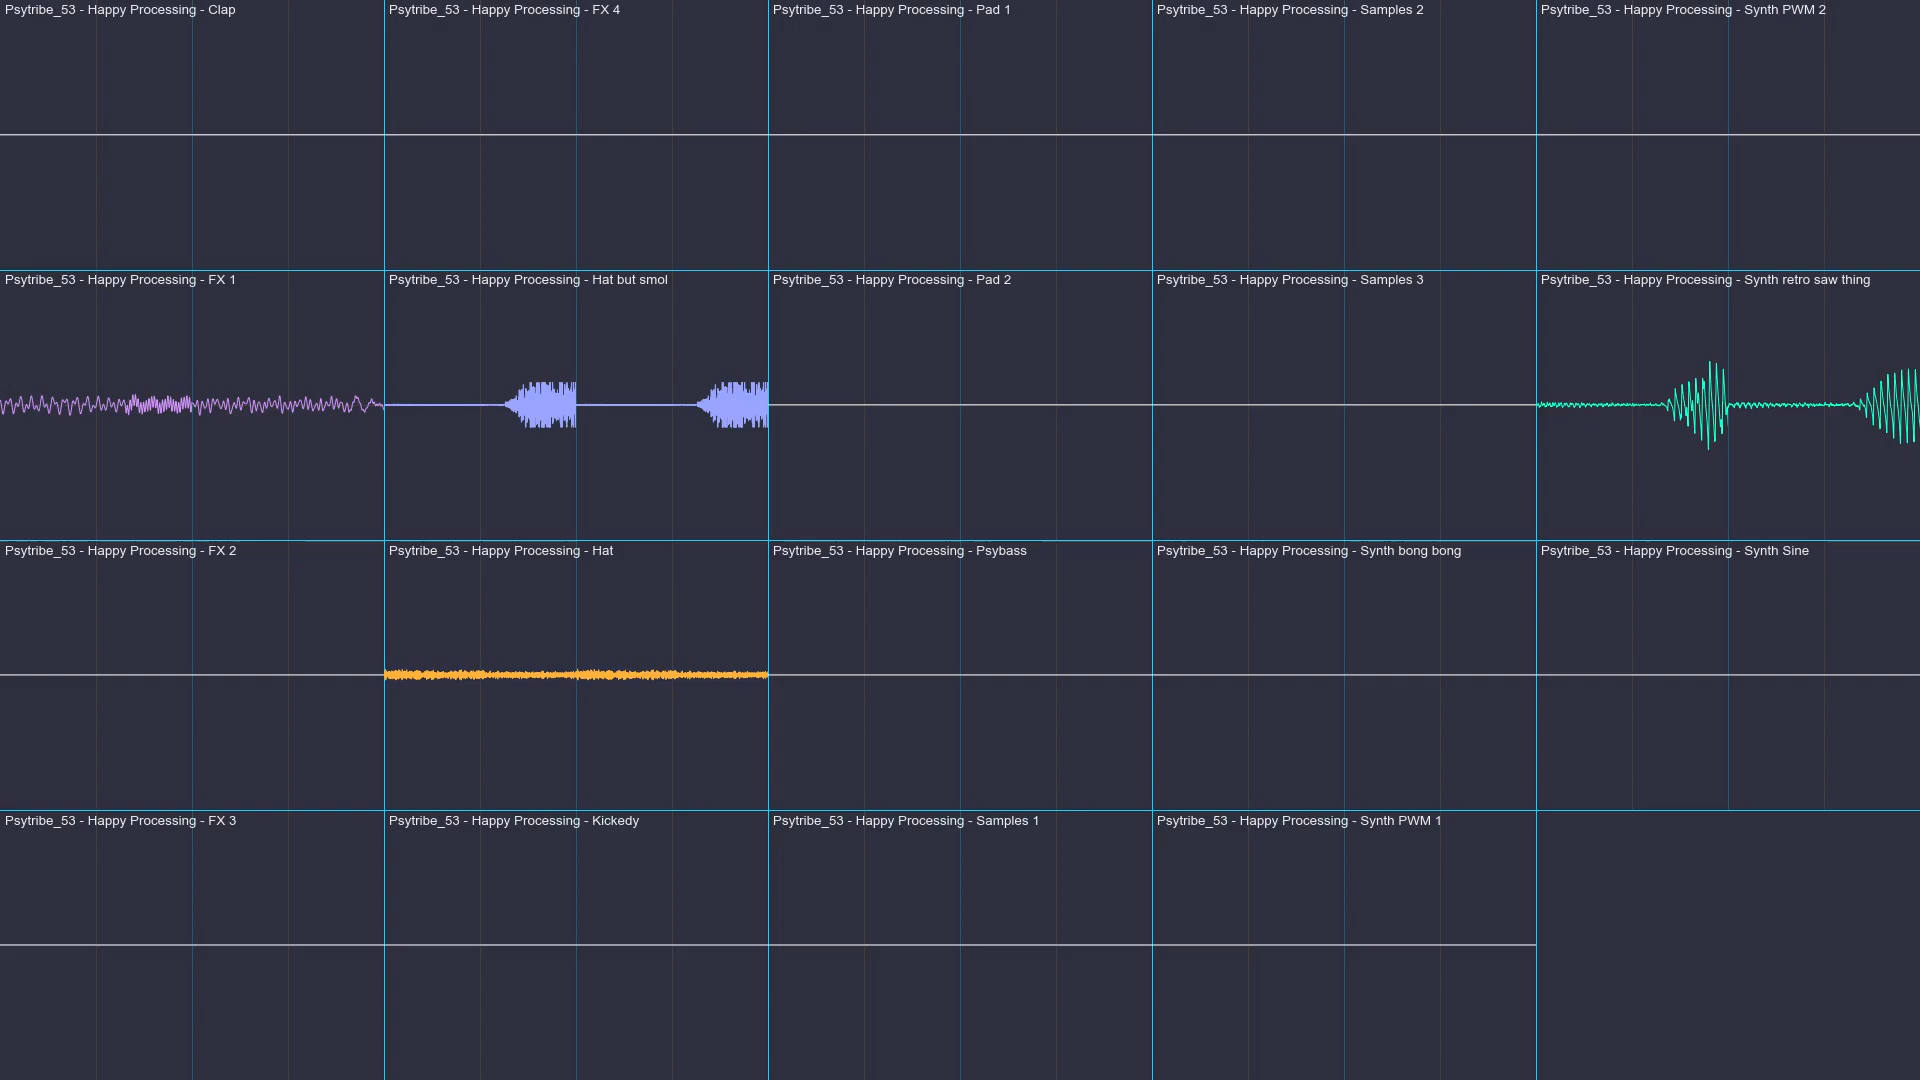 Psytribe_53 - Happy Processing - Clap
Psytribe_53 - Happy Processing - FX 4
Psytribe_53 - Happy Processing - Pad 1
Psytribe_53 - Happy Processing - Samples 2
Psytribe_53 - Happy Processing - Synth PWM 2
Psytribe_53 - Happy Processing - FX 1
Psytribe_53 - Happy Processing - Hat but smol
Psytribe_53 - Happy Processing - Pad 2
Psytribe_53 - Happy Processing - Samples 3
Psytribe_53 - Happy Processing - Synth retro saw thing
Psytribe_53 - Happy Processing - FX 2
Psytribe_53 - Happy Processing - Hat
Psytribe_53 - Happy Processing - Psybass
Psytribe_53 - Happy Processing - Synth bong bong
Psytribe_53 - Happy Processing - Synth Sine
Psytribe_53 - Happy Processing - FX 3
Psytribe_53 - Happy Processing - Kickedy
Psytribe_53 - Happy Processing - Samples 1
Psytribe_53 - Happy Processing - Synth PWM 1